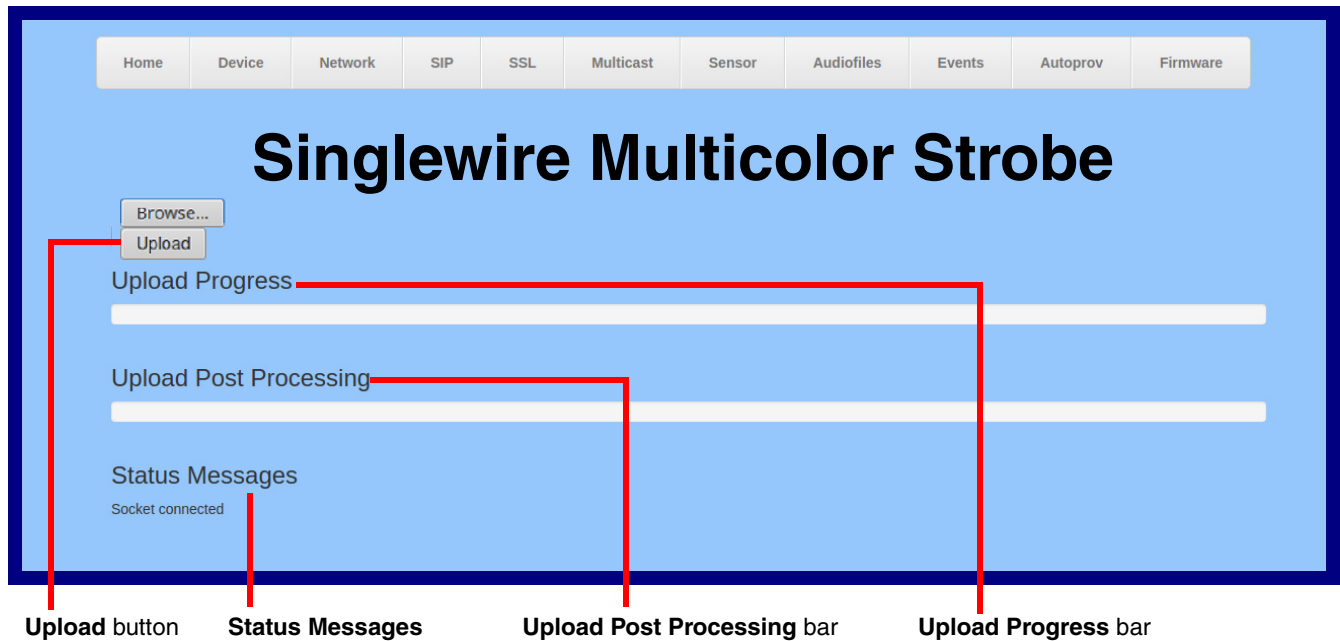 Home Device Network SIP SSL Multicast Sensor Audiofiles Events Autoprov Firmware
Singlewire Multicolor Strobe
Browse...
Upload
Upload Progress
Upload Post Processing
Status Messages
Socket connected
Upload button Status Messages Upload Post Processing bar Upload Progress bar